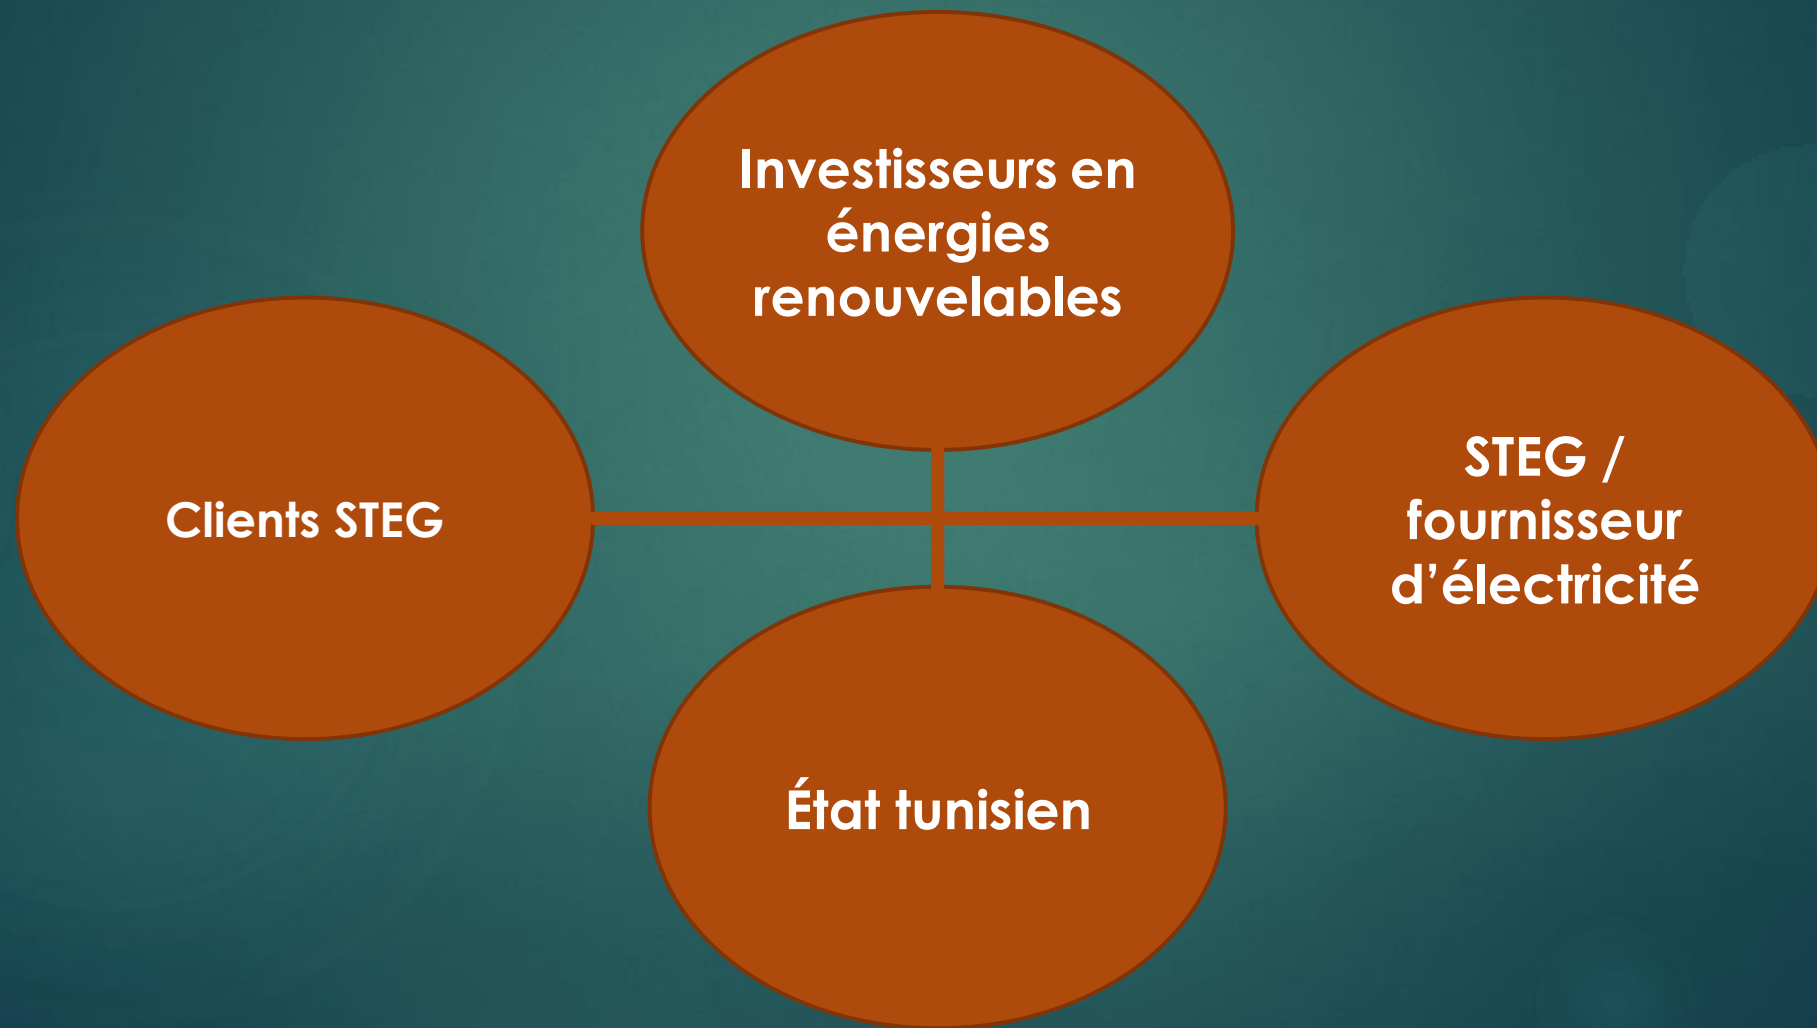 Investisseurs en
énergies
renouvelables
Clients STEG
STEG /
fournisseur
d’électricité
État tunisien